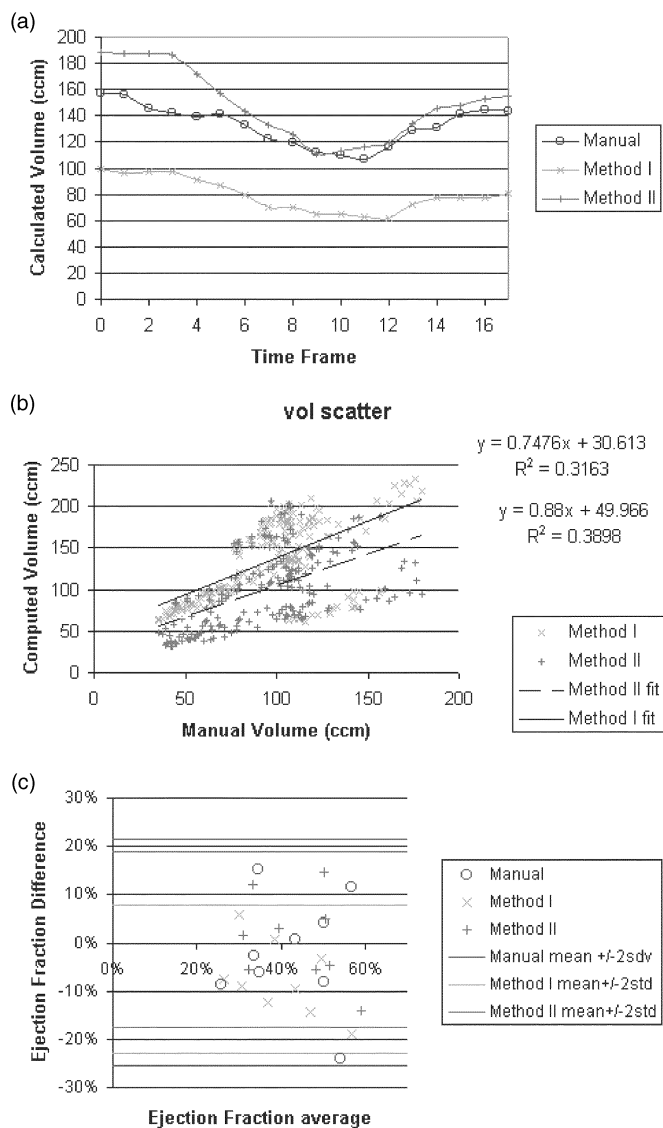 (a)
200
180
160
140
120
100
80
60
40
20
0
Calculated Volume (ccm)
0 2 4 6 8 10 12 14 16
Time Frame
Manual
Method I
Method II
(b)
vol scatter
y = 0.7476x + 30.613
R² = 0.3163
y = 0.88x + 49.966
R² = 0.3898
250
200
150
100
50
0
Computed Volume (ccm)
0 50 100 150 200
Manual Volume (ccm)
Method I
Method II
Method II fit
Method I fit
(c)
30%
20%
10%
0%
-10%
-20%
-30%
Ejection Fraction Difference
0% 20% 40% 60%
Ejection Fraction average
Manual
Method I
Method II
Manual mean +/-2sdv
Method I mean+/-2std
Method II mean+/-2std